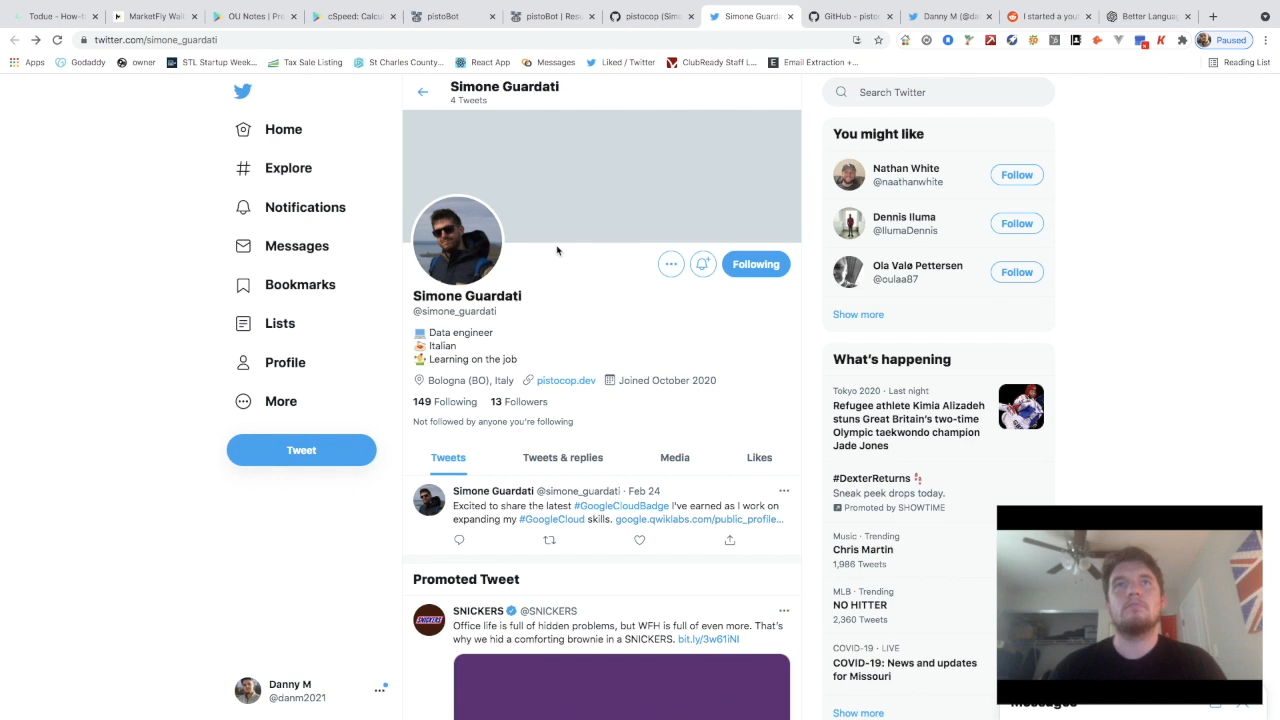 Todue - How-t
MarketFly Wait
OU Notes | Pre
cSpeed: Calcu
pistoBot
pistoBot | Resu
pistocop (Simo
Simone Guarda
GitHub - pistoc
Danny M (@da
I started a you
Better Languag
twitter.com/simone_guardati
Paused
Apps
Godaddy
owner
STL Startup Week...
Tax Sale Listing
St Charles County...
React App
Messages
Liked / Twitter
ClubReady Staff L...
Email Extraction +...
Reading List
Home
Explore
Notifications
Messages
Bookmarks
Lists
Profile
More
Tweet
Danny M
@danm2021
Simone Guardati
4 Tweets
Following
Simone Guardati
@simone_guardati
Data engineer
Italian
Learning on the job
Bologna (BO), Italy pistocop.dev Joined October 2020
149 Following 13 Followers
Not followed by anyone you're following
Tweets Tweets & replies Media Likes
Simone Guardati @simone_guardati · Feb 24
Excited to share the latest #GoogleCloudBadge I've earned as I work on
expanding my #GoogleCloud skills. google.qwiklabs.com/public_profile...
Promoted Tweet
SNICKERS @SNICKERS
Office life is full of hidden problems, but WFH is full of even more. That's
why we hid a comforting brownie in a SNICKERS. bit.ly/3w61iNI
Search Twitter
You might like
Nathan White
@naathanwhite
Follow
Dennis Iluma
@IlumaDennis
Follow
Ola Valø Pettersen
@oulaa87
Follow
Show more
What's happening
Tokyo 2020 · Last night
Refugee athlete Kimia Alizadeh
stuns Great Britain's two-time
Olympic taekwondo champion
Jade Jones
#DexterReturns
Sneak peek drops today.
Promoted by SHOWTIME
Music · Trending
Chris Martin
1,986 Tweets
MLB · Trending
NO HITTER
2,360 Tweets
COVID-19 · LIVE
COVID-19: News and updates
for Missouri
Show more
Messages